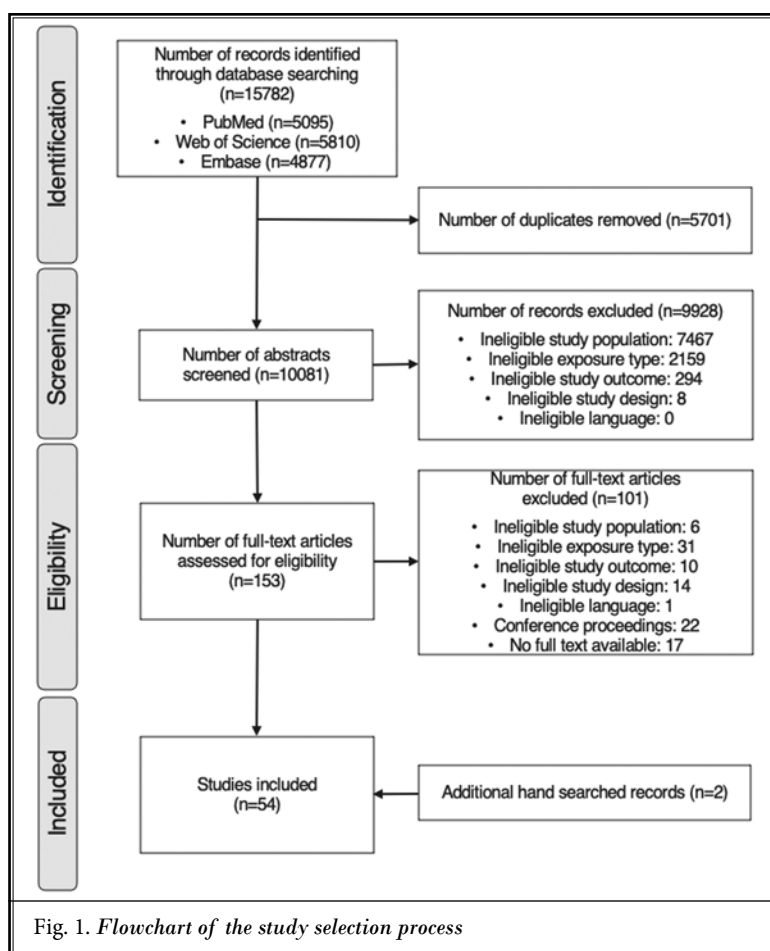 Identification
Number of records identified
through database searching
(n=15782)
• PubMed (n=5095)
• Web of Science (n=5810)
• Embase (n=4877)
Number of duplicates removed (n=5701)
Screening
Number of abstracts
screened (n=10081)
Number of records excluded (n=9928)
• Ineligible study population: 7467
• Ineligible exposure type: 2159
• Ineligible study outcome: 294
• Ineligible study design: 8
• Ineligible language: 0
Eligibility
Number of full-text articles
assessed for eligibility
(n=153)
Number of full-text articles
excluded (n=101)
• Ineligible study population: 6
• Ineligible exposure type: 31
• Ineligible study outcome: 10
• Ineligible study design: 14
• Ineligible language: 1
• Conference proceedings: 22
• No full text available: 17
Included
Studies included
(n=54)
Additional hand searched records (n=2)
Fig. 1. Flowchart of the study selection process